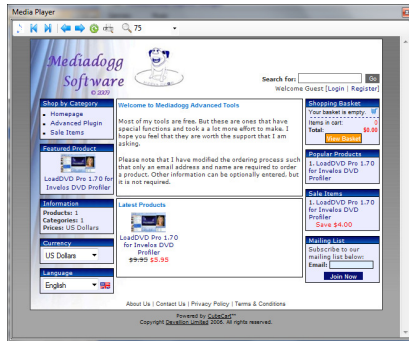 Media Player
75
Mediadogg
Software
© 2009
Search for:
Go
Welcome Guest [Login | Register]
Shop by Category
Homepage
Advanced Plugin
Sale Items
Featured Product
LoadDVD Pro 1.70 for
Invelos DVD Profiler
Information
Products: 1
Categories: 1
Prices: US Dollars
Currency
US Dollars
Language
English
Welcome to Mediadogg Advanced Tools
Most of my tools are free. But these are ones that have
special functions and took a a lot more effort to make. I
hope you feel that they are worth the support that I am
asking.
Please note that I have modified the ordering process such
that only an email address and name are required to order
a product. Other information can be optionally entered, but
it is not required.
Latest Products
LoadDVD Pro 1.70
for Invelos DVD
Profiler
$9.95 $5.95
Shopping Basket
Your basket is empty.
Items in cart: 0
Total: $0.00
View Basket
Popular Products
1. LoadDVD Pro 1.70
for Invelos DVD
Profiler
Sale Items
1. LoadDVD Pro 1.70
for Invelos DVD
Profiler
Save $4.00
Mailing List
Subscribe to our
mailing list below:
Email:
Join Now
About Us | Contact Us | Privacy Policy | Terms & Conditions
Powered by CubeCart™
Copyright Devellion Limited 2006. All rights reserved.